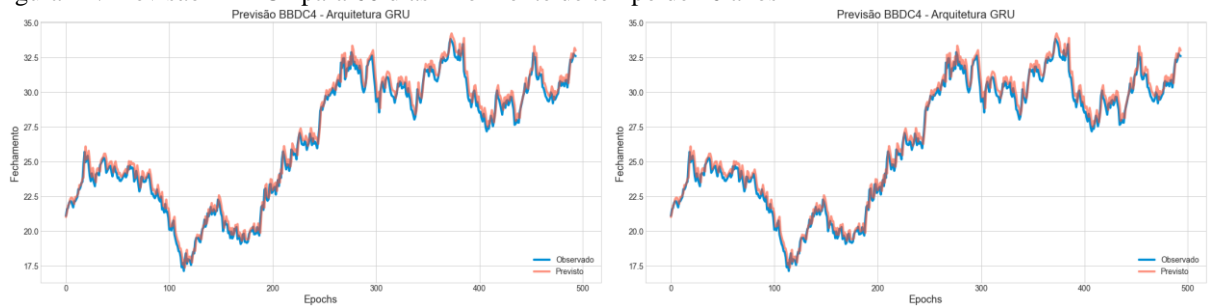 Previsão BBDC4 - Arquitetura GRU
35.0
32.5
30.0
27.5
25.0
22.5
20.0
17.5
Fechamento
0 100 200 300 400 500
Epochs
Observado
Previsto
Previsão BBDC4 - Arquitetura GRU
35.0
32.5
30.0
27.5
25.0
22.5
20.0
17.5
Fechamento
0 100 200 300 400 500
Epochs
Observado
Previsto